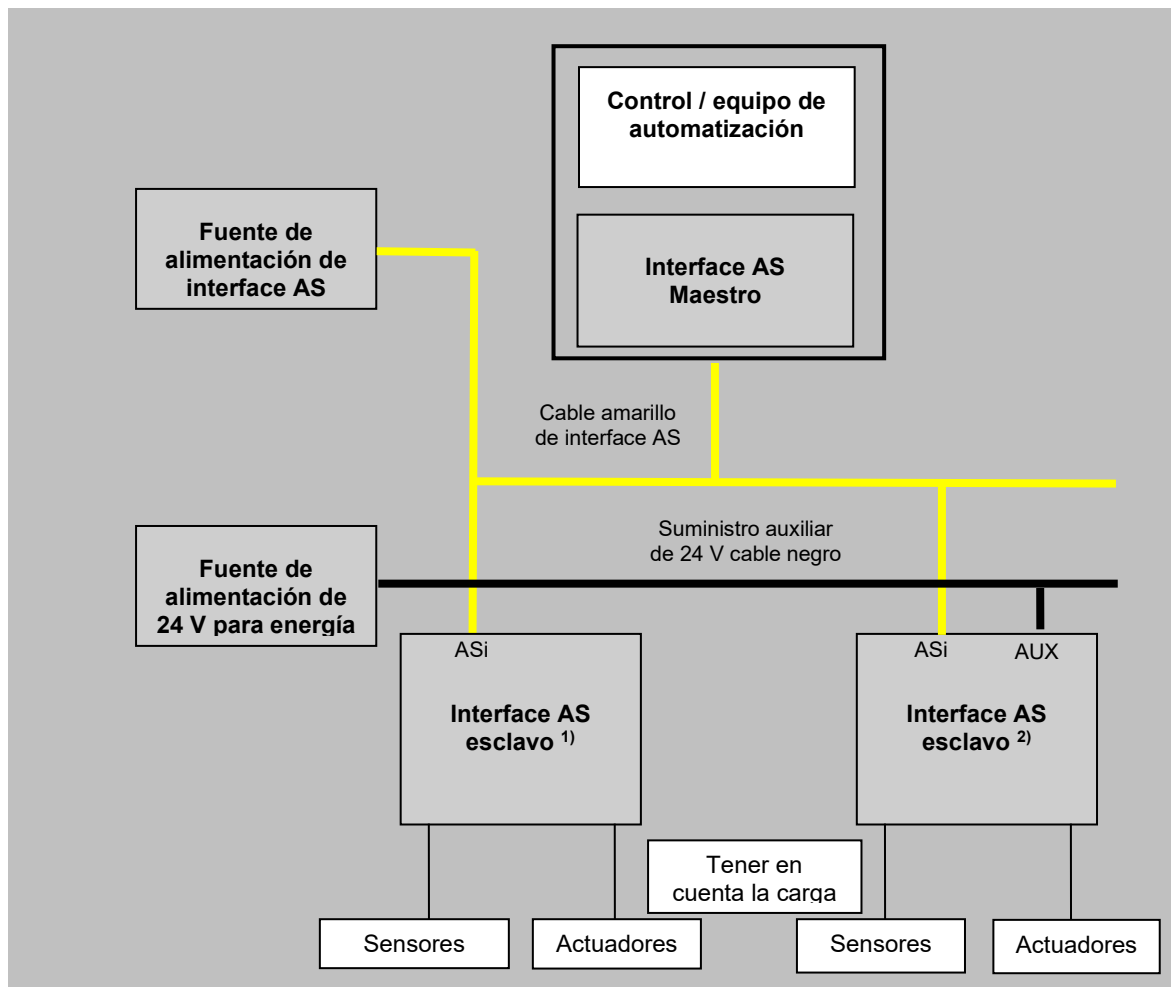 Control / equipo de
automatización
Fuente de
alimentación de
interface AS
Interface AS
Maestro
Cable amarillo
de interface AS
Suministro auxiliar
de 24 V cable negro
Fuente de
alimentación de
24 V para energía
ASi
ASi
AUX
Interface AS
esclavo 1)
Interface AS
esclavo 2)
Tener en
cuenta la carga
Sensores
Actuadores
Sensores
Actuadores